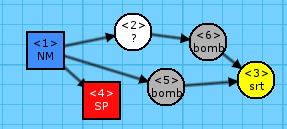 <2>
?
<6>
bomb
<1>
NM
<3>
srt
<4>
SP
<5>
bomb